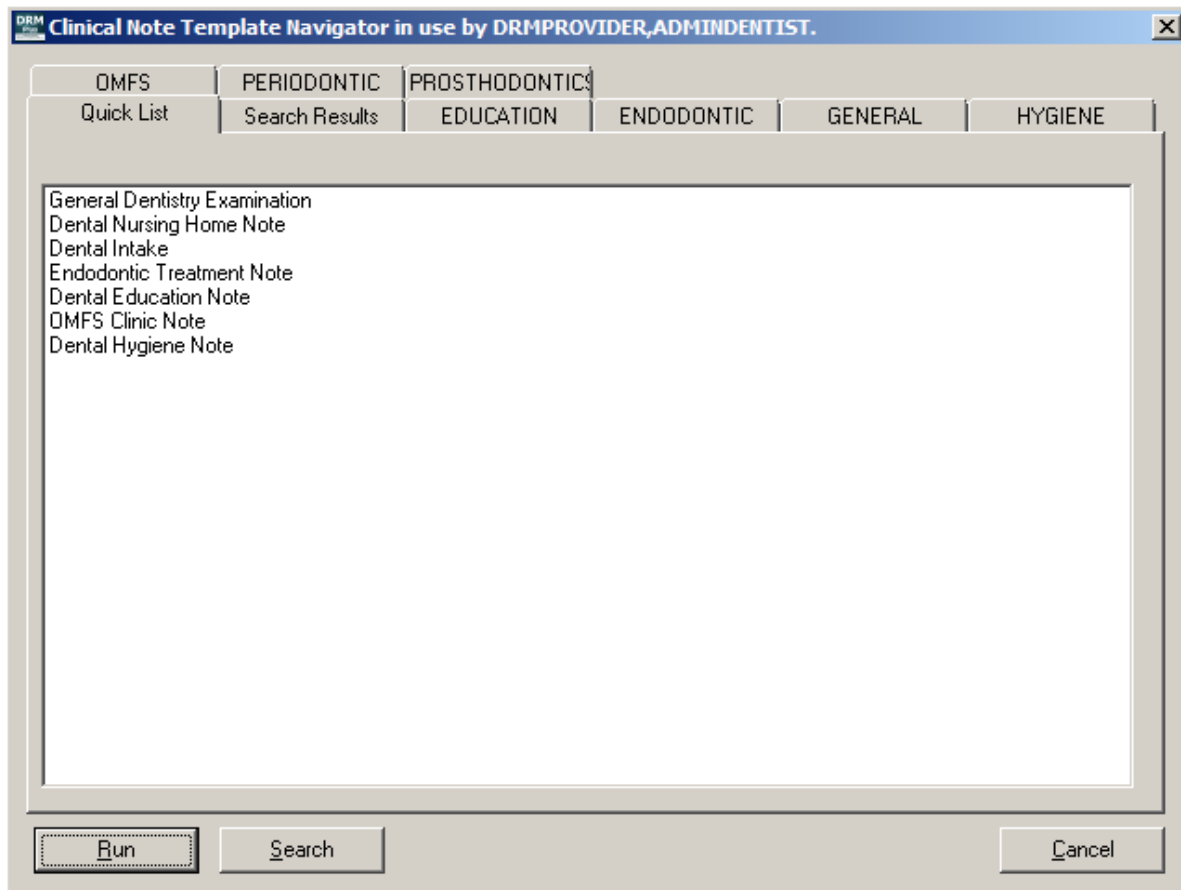 DRM Plus Clinical Note Template Navigator in use by DRMPROVIDER,ADMINDENTIST.
OMFS PERIODONTIC PROSTHODONTICS
Quick List Search Results EDUCATION ENDODONTIC GENERAL HYGIENE
General Dentistry Examination
Dental Nursing Home Note
Dental Intake
Endodontic Treatment Note
Dental Education Note
OMFS Clinic Note
Dental Hygiene Note
Run Search Cancel